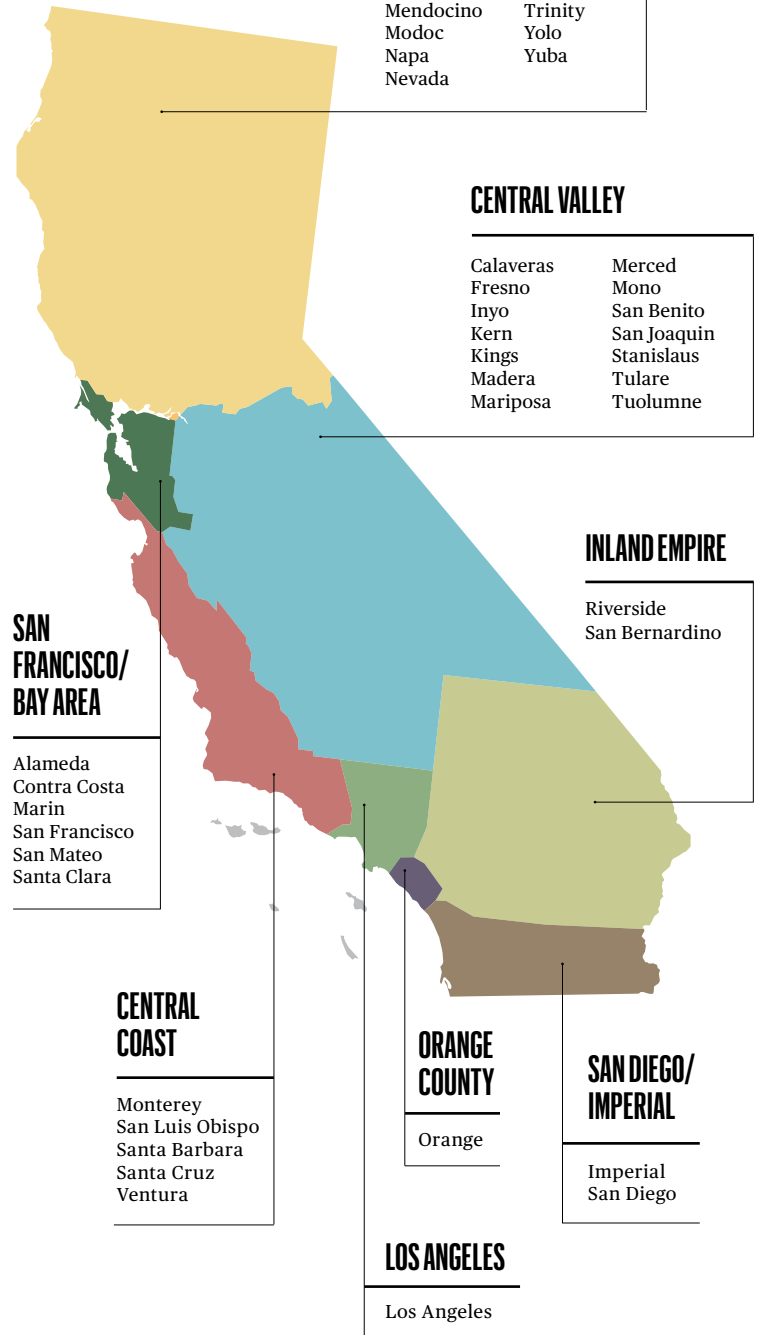 Mendocino
Modoc
Napa
Nevada
Trinity
Yolo
Yuba
CENTRAL VALLEY
Calaveras
Fresno
Inyo
Kern
Kings
Madera
Mariposa
Merced
Mono
San Benito
San Joaquin
Stanislaus
Tulare
Tuolumne
INLAND EMPIRE
Riverside
San Bernardino
SAN
FRANCISCO/
BAY AREA
Alameda
Contra Costa
Marin
San Francisco
San Mateo
Santa Clara
CENTRAL
COAST
Monterey
San Luis Obispo
Santa Barbara
Santa Cruz
Ventura
ORANGE
COUNTY
Orange
SAN DIEGO/
IMPERIAL
Imperial
San Diego
LOS ANGELES
Los Angeles